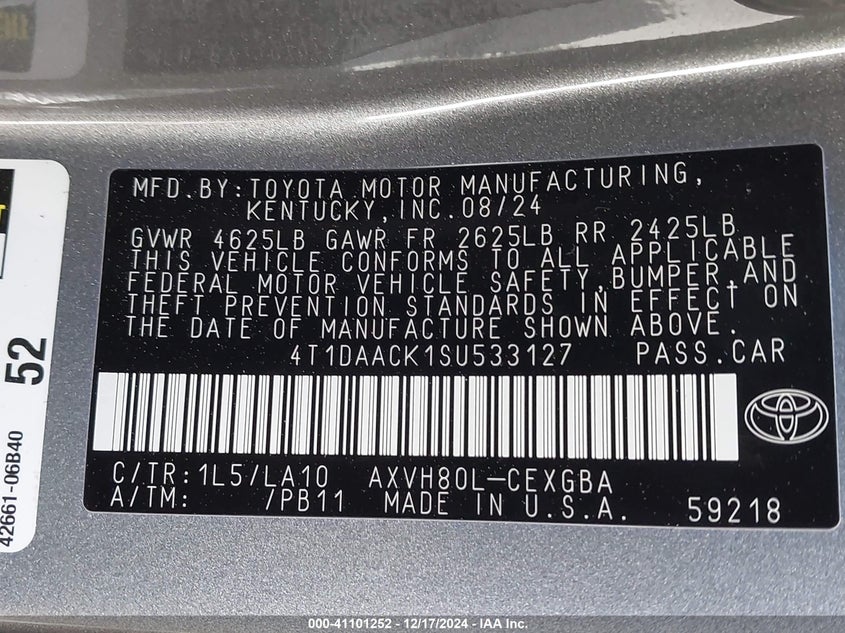 MFD.BY:TOYOTA MOTOR MANUFACTURING,
KENTUCKY,INC.08/24
GVWR 4625LB GAWR FR 2625LB RR 2425LB
THIS VEHICLE CONFORMS TO ALL APPLICABLE
FEDERAL MOTOR VEHICLE SAFETY,BUMPER,AND
THEFT PREVENTION STANDARDS IN EFFECT ON
THE DATE OF MANUFACTURE SHOWN ABOVE.
4T1DAACK1SU533127 PASS.CAR
C/TR:1L5/LA10 AXVH80L-CEXGBA
A/TM: /PB11 MADE IN U.S.A. 59218
42661-06B40
52
000-41101252 - 12/17/2024 - IAA Inc.